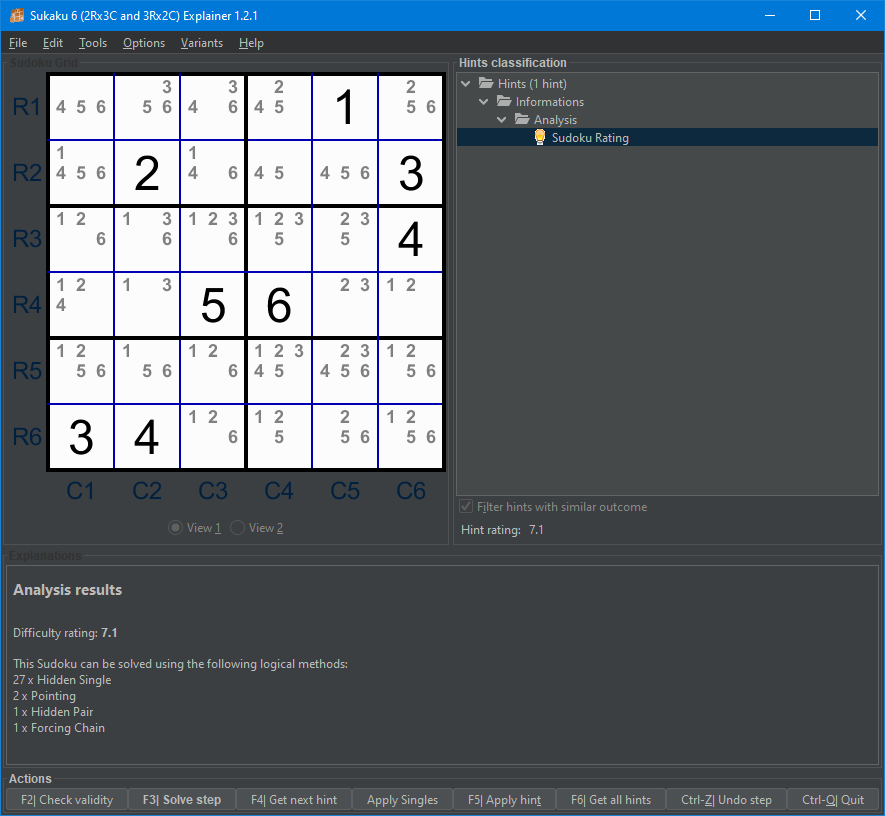 Sukaku 6 (2Rx3C and 3Rx2C) Explainer 1.2.1
File Edit Tools Options Variants Help
Sudoku Grid
R1
4 5 6
3
5 6
3
4 6
2
4 5
1
2
5 6
R2
1
4 5 6
2
1
4 6
4 5
4 5 6
3
R3
1 2
6
1 3
6
1 2 3
6
1 2 3
5
2 3
5
4
R4
1 2
4
1 3
5
6
2 3
1 2
R5
1 2
5 6
1
5 6
1 2
6
1 2 3
4 5
2 3
4 5 6
1 2
5 6
R6
3
4
1 2
6
1 2
5
2
5 6
1 2
5 6
C1 C2 C3 C4 C5 C6
View 1 View 2
Hints classification
Hints (1 hint)
Informations
Analysis
Sudoku Rating
Filter hints with similar outcome
Hint rating: 7.1
Explanations
Analysis results
Difficulty rating: 7.1
This Sudoku can be solved using the following logical methods:
27 x Hidden Single
2 x Pointing
1 x Hidden Pair
1 x Forcing Chain
Actions
F2| Check validity F3| Solve step F4| Get next hint Apply Singles F5| Apply hint F6| Get all hints Ctrl-Z| Undo step Ctrl-Q| Quit